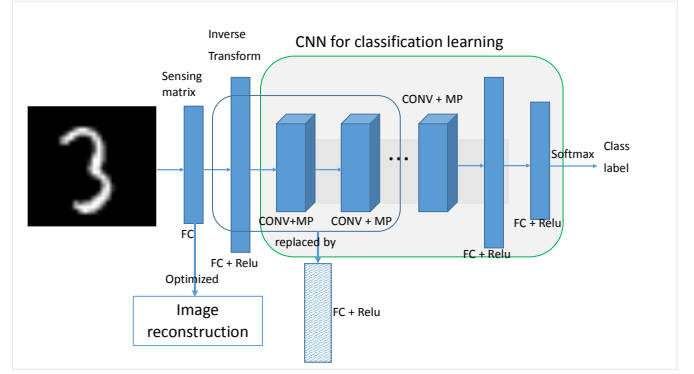 Inverse
Transform
CNN for classification learning
Sensing
matrix
CONV + MP
...
Softmax
Class
label
CONV+MP
CONV + MP
FC + Relu
FC
replaced by
FC + Relu
FC + Relu
Optimized
Image
reconstruction
FC + Relu